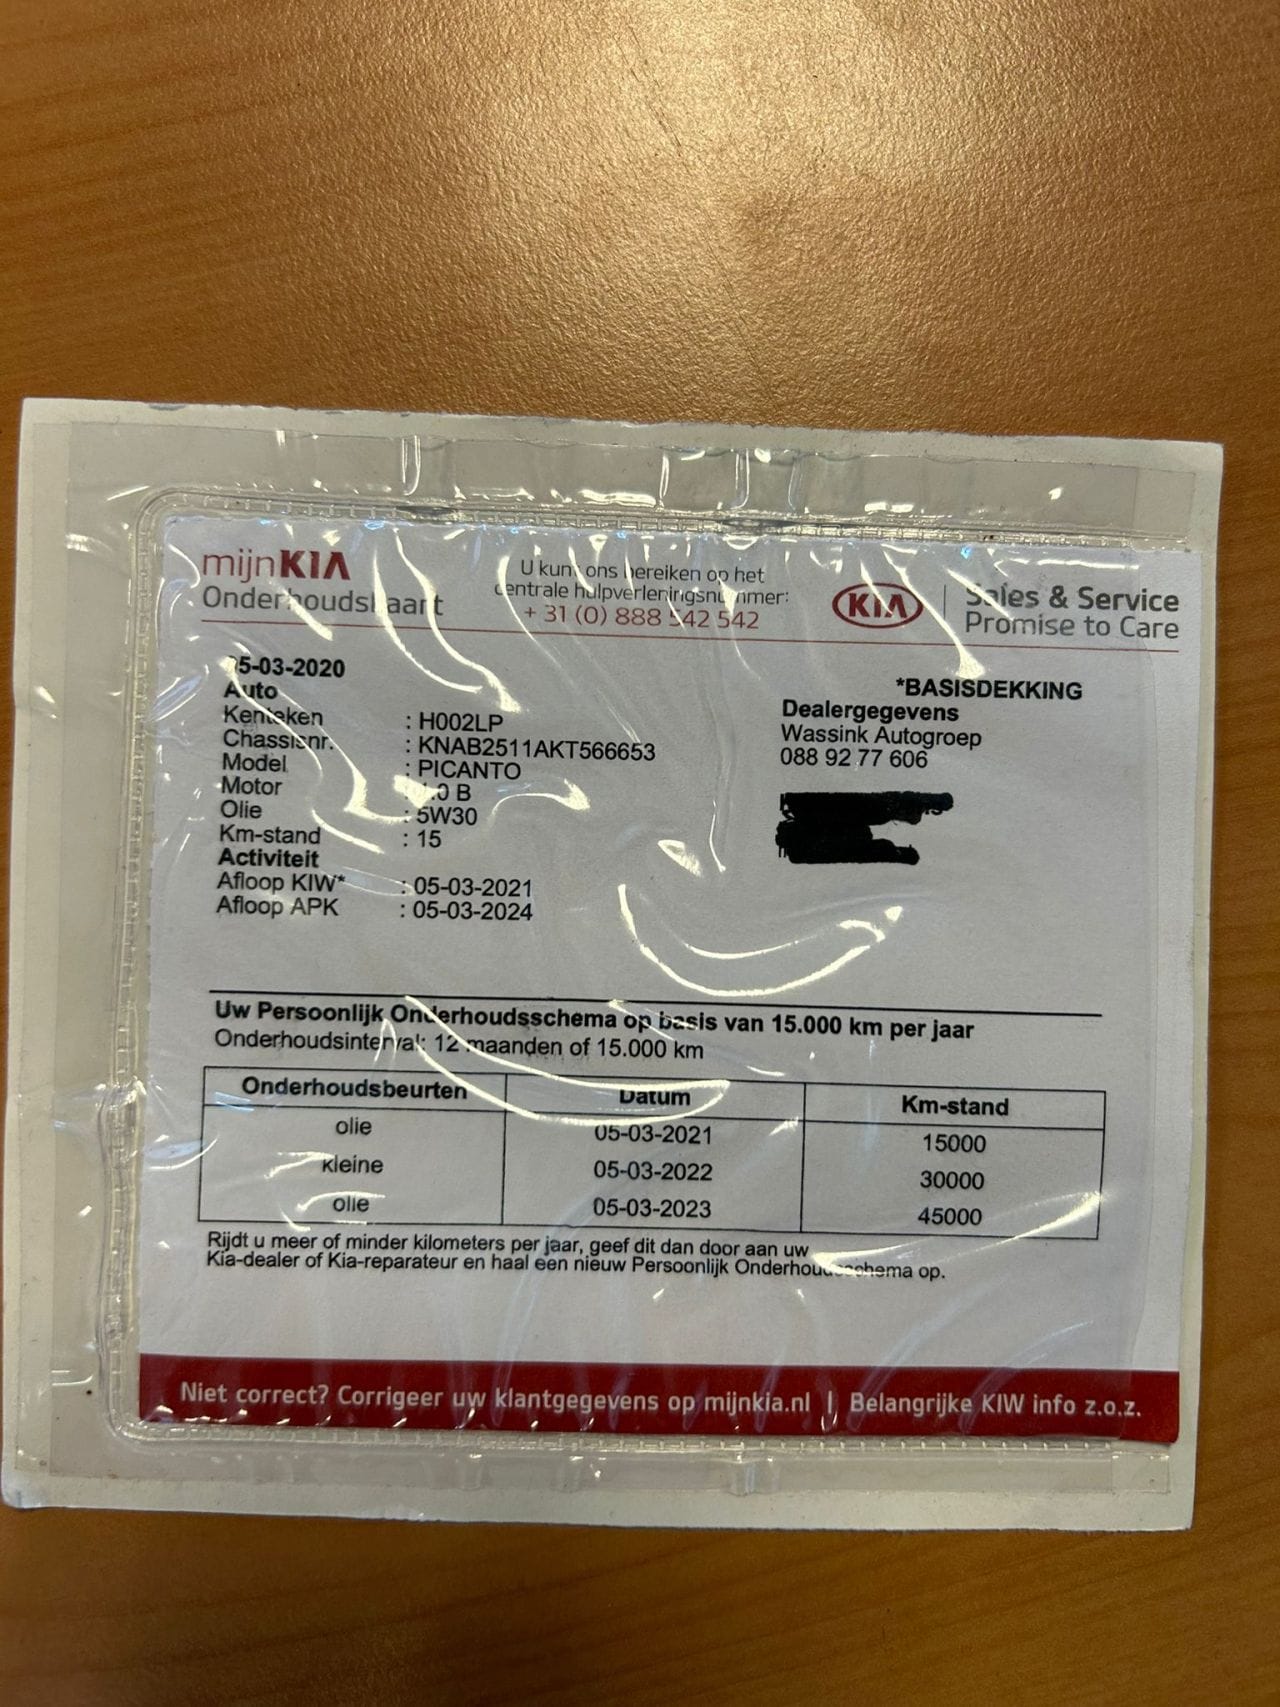 mijnKIA
Onderhoudskaart
U kunt ons bereiken op het
centrale hulpverleningsnummer:
+ 31 (0) 888 542 542
KIA
Sales & Service
Promise to Care
05-03-2020
Auto
Kenteken : H002LP
Chassisnr. : KNAB2511AKT566653
Model : PICANTO
Motor : 1.0 B
Olie : 5W30
Km-stand : 15
Activiteit
Afloop KIW* : 05-03-2021
Afloop APK : 05-03-2024
*BASISDEKKING
Dealergegevens
Wassink Autogroep
088 92 77 606
Uw Persoonlijk Onderhoudsschema op basis van 15.000 km per jaar
Onderhoudsinterval: 12 maanden of 15.000 km
Onderhoudsbeurten Datum Km-stand
olie 05-03-2021 15000
kleine 05-03-2022 30000
olie 05-03-2023 45000
Rijdt u meer of minder kilometers per jaar, geef dit dan door aan uw
Kia-dealer of Kia-reparateur en haal een nieuw Persoonlijk Onderhoudsschema op.
Niet correct? Corrigeer uw klantgegevens op mijnkia.nl | Belangrijke KIW info z.o.z.